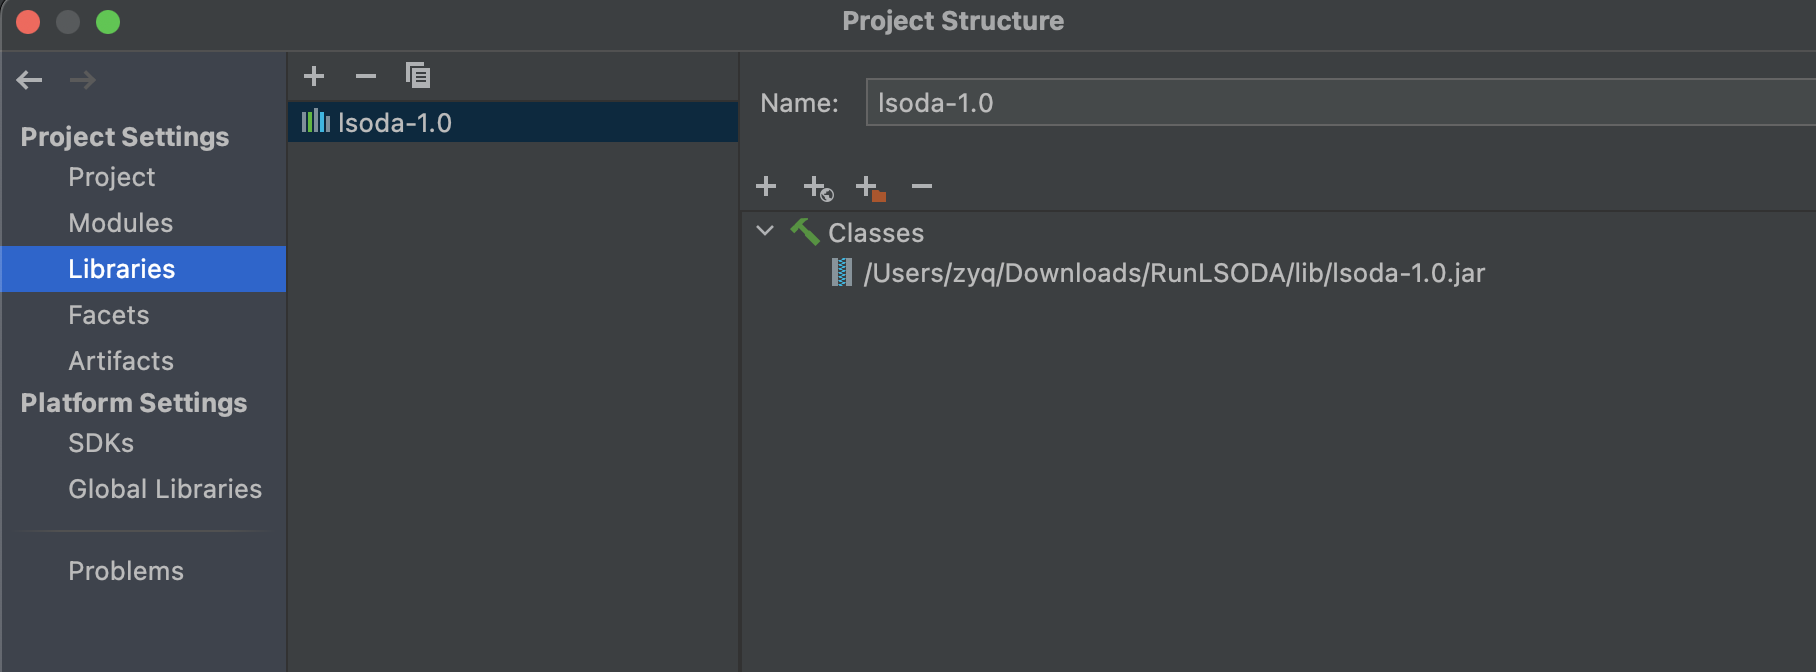 Project Structure
Project Settings
Project
Modules
Libraries
Facets
Artifacts
Platform Settings
SDKs
Global Libraries
Problems
lsoda-1.0
Name:
lsoda-1.0
Classes
/Users/zyq/Downloads/RunLSODA/lib/lsoda-1.0.jar